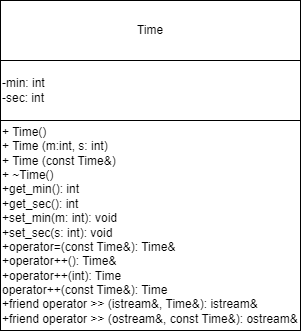 Time
-min: int
-sec: int
+ Time()
+ Time (m:int, s: int)
+ Time (const Time&)
+ ~Time()
+get_min(): int
+get_sec(): int
+set_min(m: int): void
+set_sec(s: int): void
+operator=(const Time&): Time&
+operator++(): Time&
+operator++(int): Time
operator++(const Time&): Time
+friend operator >> (istream&, Time&): istream&
+friend operator >> (ostream&, const Time&): ostream&